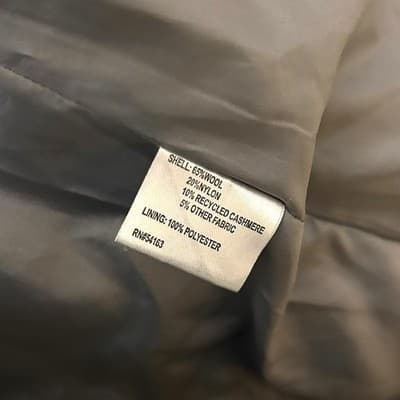 SHELL: 65%WOOL
20%NYLON
10% RECYCLED CASHMERE
5% OTHER FABRIC
LINING: 100% POLYESTER
RN#54163